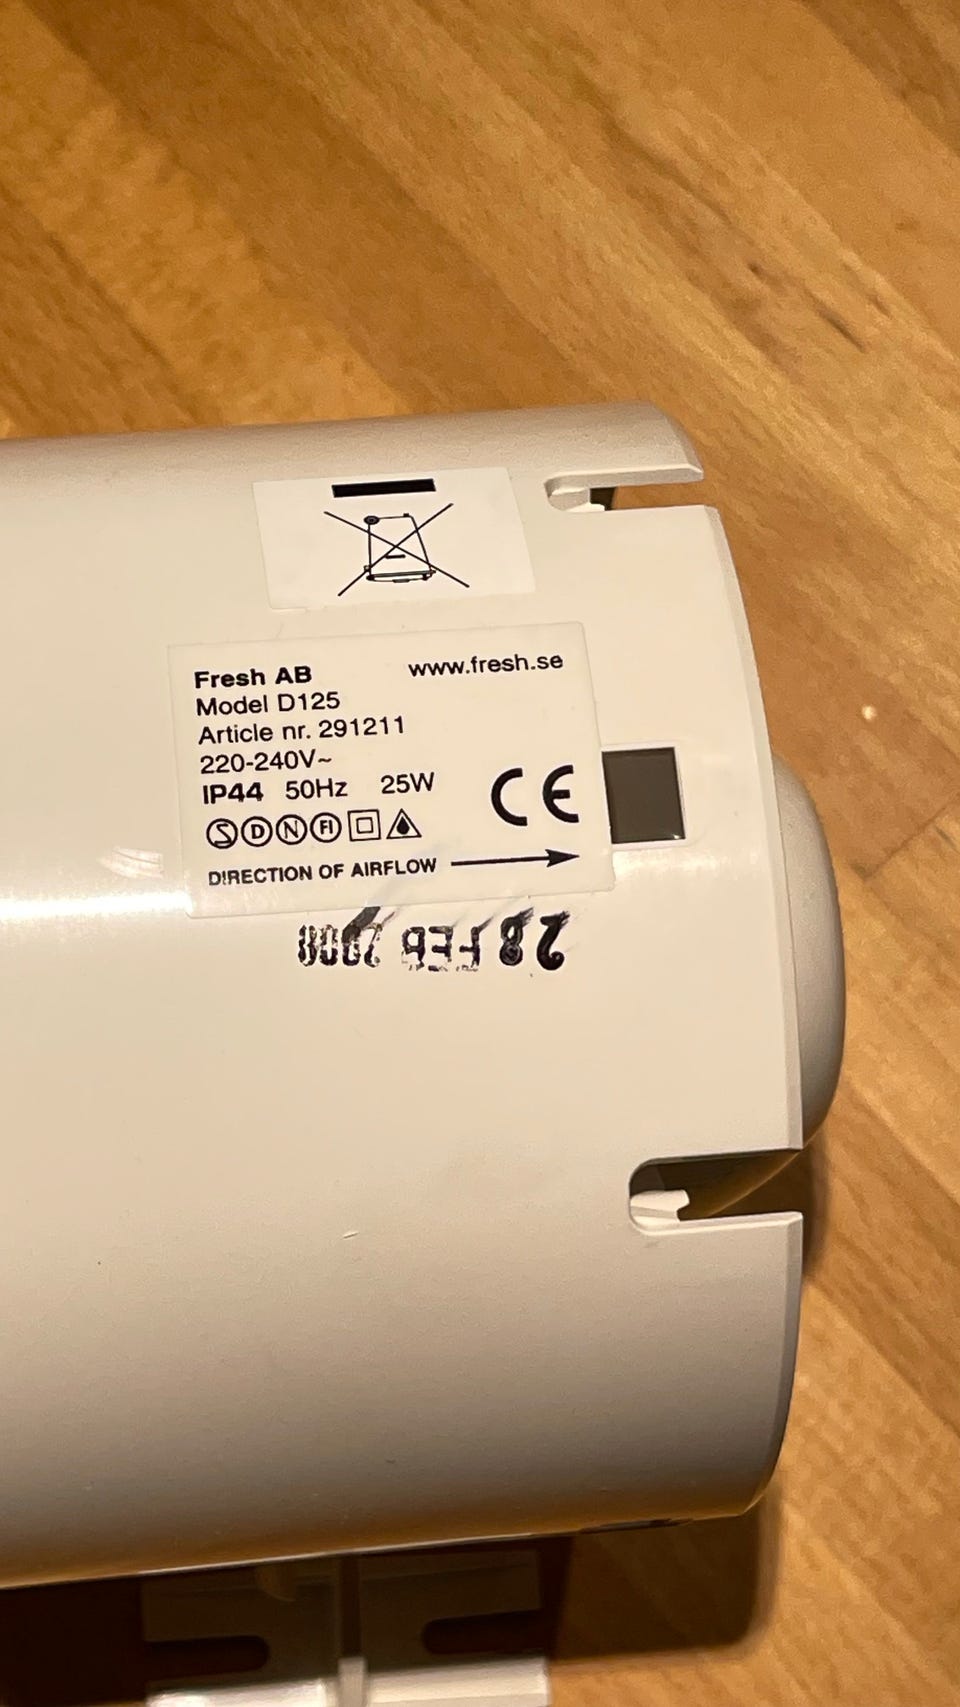 Fresh AB www.fresh.se
Model D125
Article nr. 291211
220-240V~
IP44 50Hz 25W
CE
S D N FI
DIRECTION OF AIRFLOW
28 FEB 2008